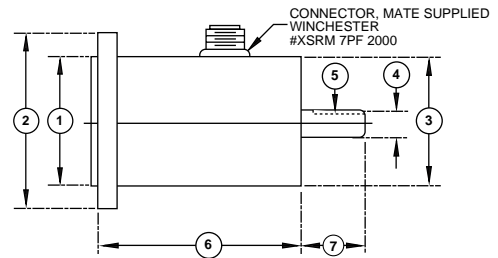 CONNECTOR, MATE SUPPLIED
WINCHESTER
#XSRM 7PF 2000
5
4
2
1
3
6
7